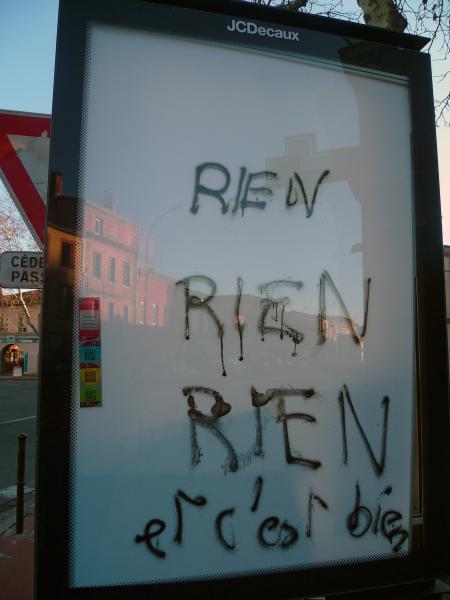 JCDecaux
RIEN
RIEN
RIEN
et c'est bien
CÉDE
PASS